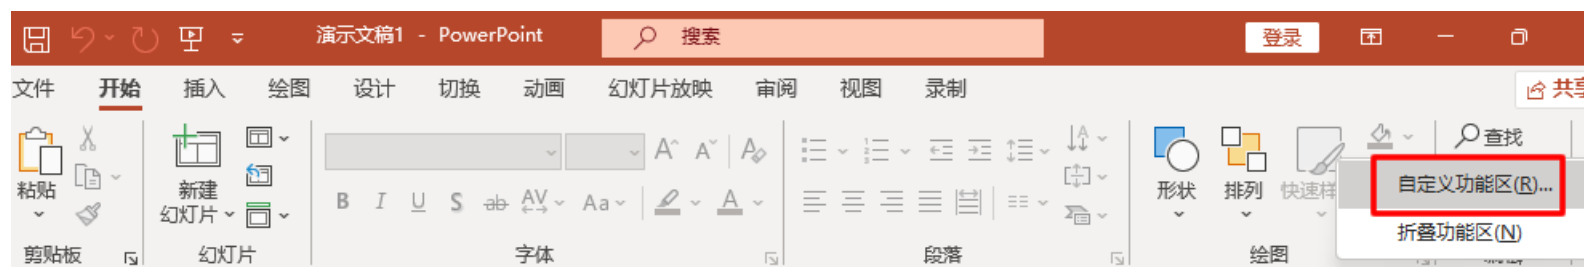 演示文稿1 - PowerPoint
搜索
登录
文件 开始 插入 绘图 设计 切换 动画 幻灯片放映 审阅 视图 录制
粘贴
新建
幻灯片
B I U S ab AV Aa A
形状
排列
快速样
查找
自定义功能区(R)...
折叠功能区(N)
剪贴板 幻灯片 字体 段落 绘图